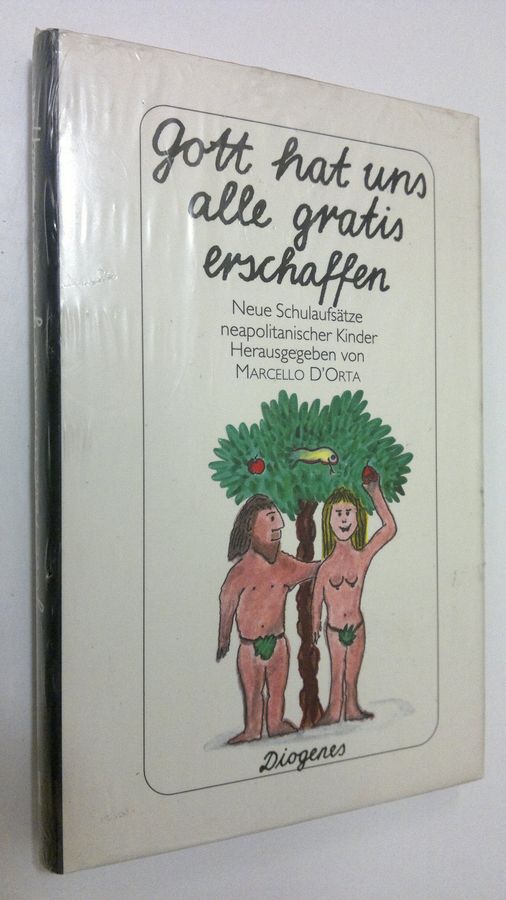 Gott hat uns
alle gratis
erschaffen
Neue Schulaufsätze
neapolitanischer Kinder
Herausgegeben von
MARCELLO D'ORTA
Diogenes